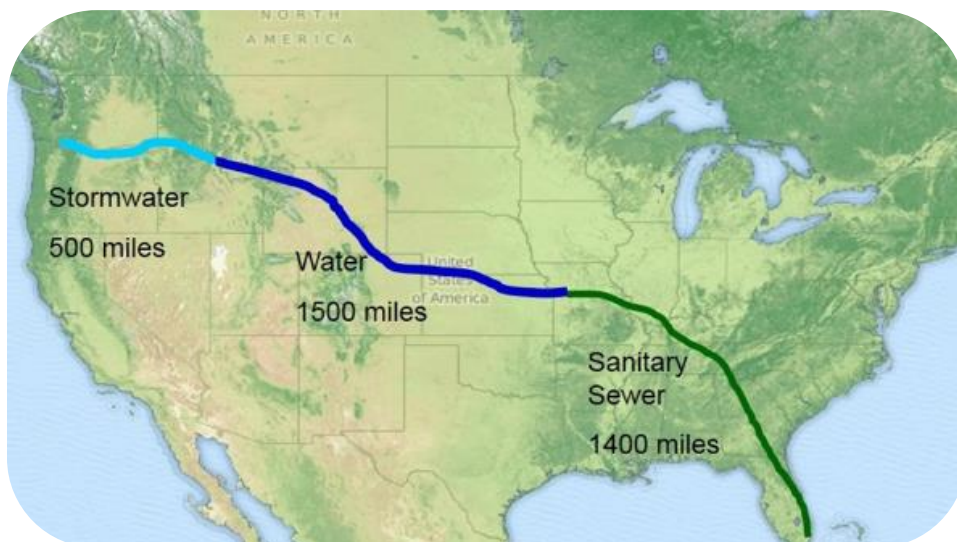 NORTH
AMERICA
Stormwater
500 miles
Water
1500 miles
United
States
of America
Sanitary
Sewer
1400 miles